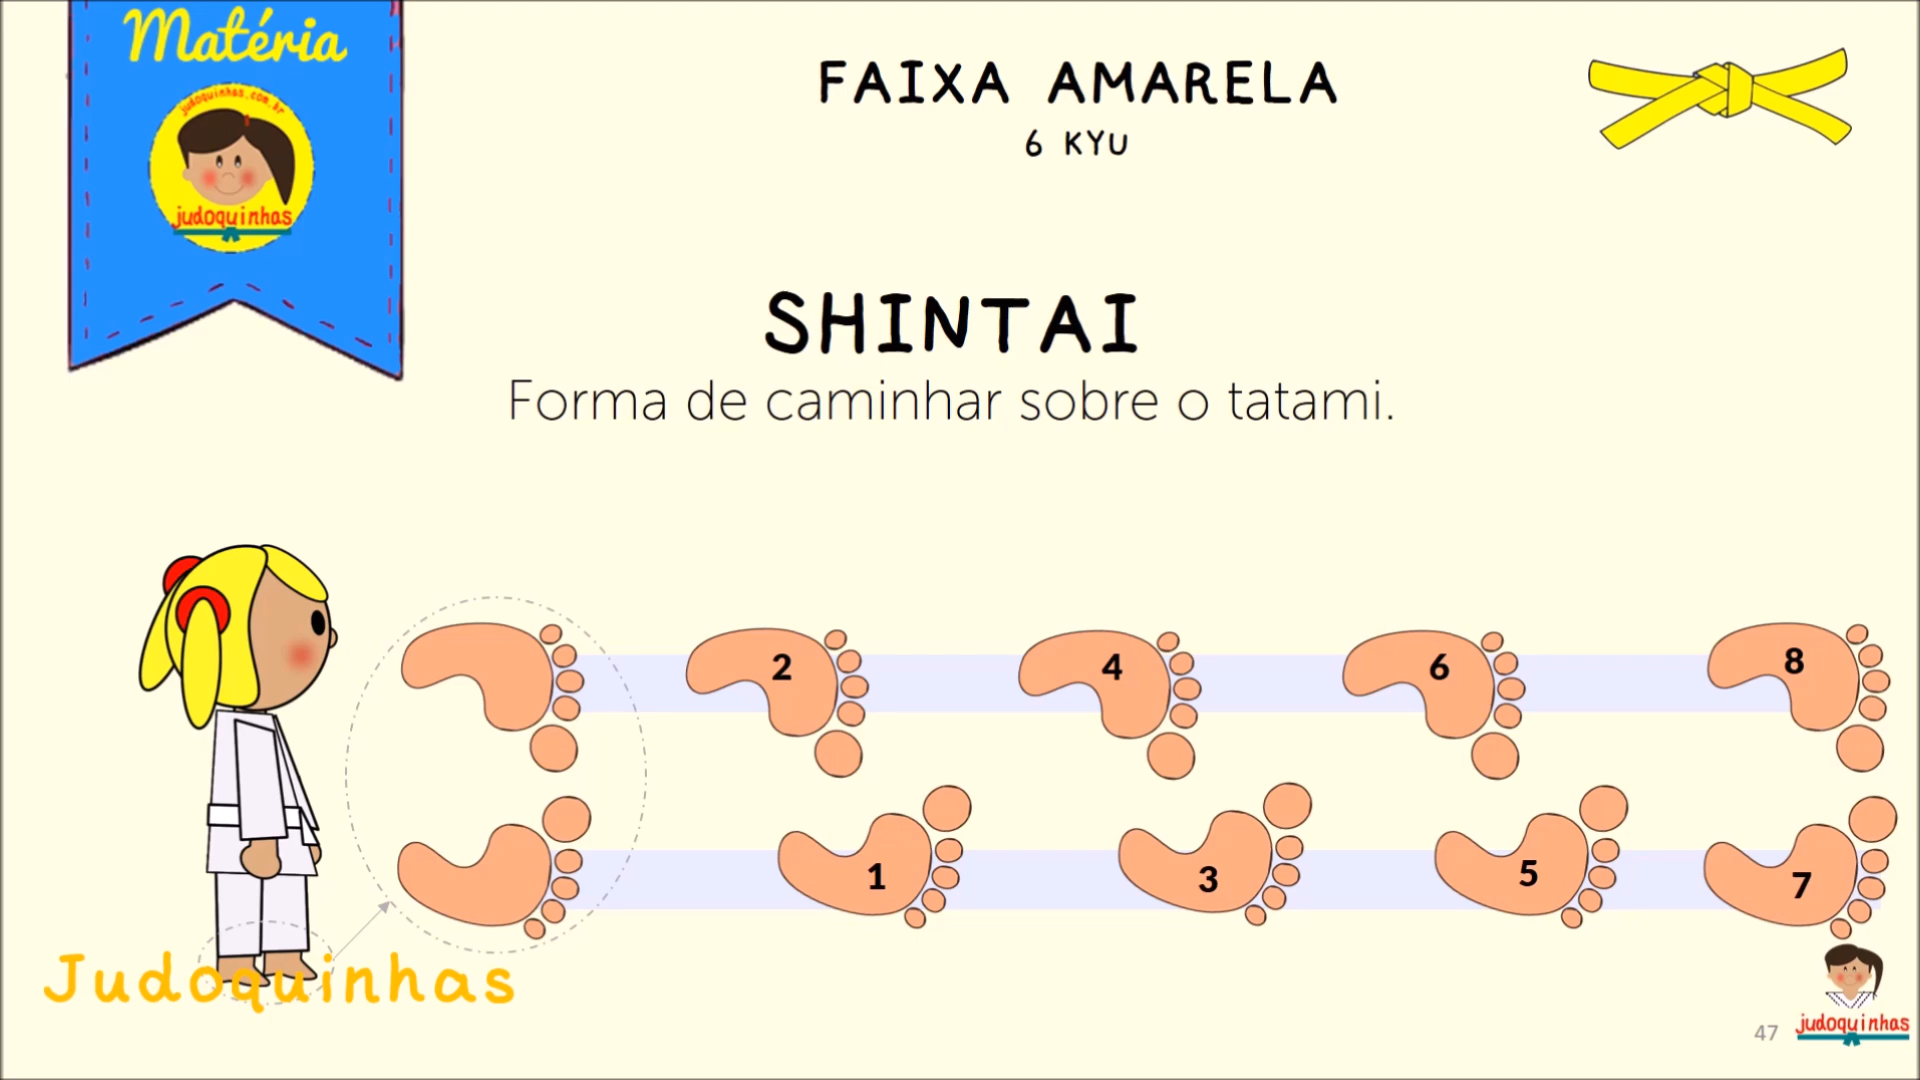 Matéria
judoquinhas.com.br
judoquinhas
FAIXA AMARELA
6 KYU
SHINTAI
Forma de caminhar sobre o tatami.
2
4
6
8
1
3
5
7
Judoquinhas
47
judoquinhas